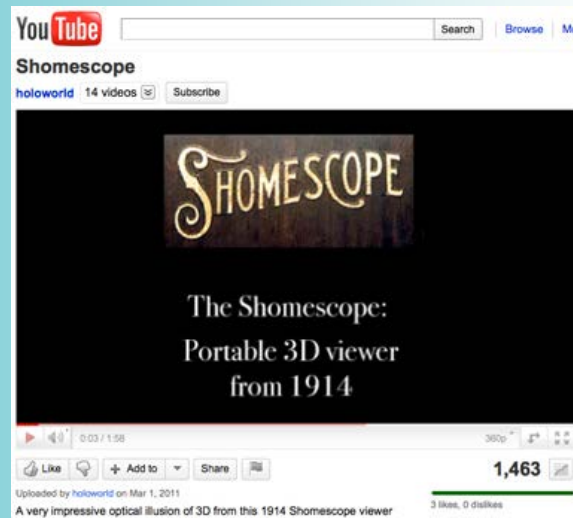 YouTube Search Browse M
Shomescope
holoworld 14 videos Subscribe
SHOMESCOPE
The Shomescope:
Portable 3D viewer
from 1914
0:03 / 1:58 360p
Like + Add to Share 1,463
Uploaded by holoworld on Mar 1, 2011
3 likes, 0 dislikes
A very impressive optical illusion of 3D from this 1914 Shomescope viewer